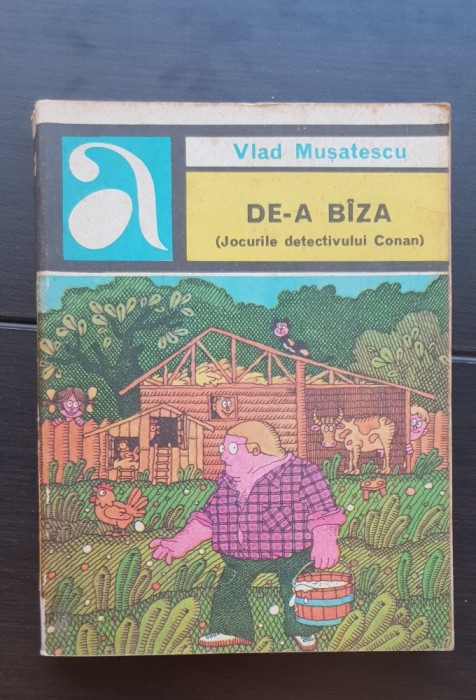 a
Vlad Mușatescu
DE-A BÎZA
(Jocurile detectivului Conan)